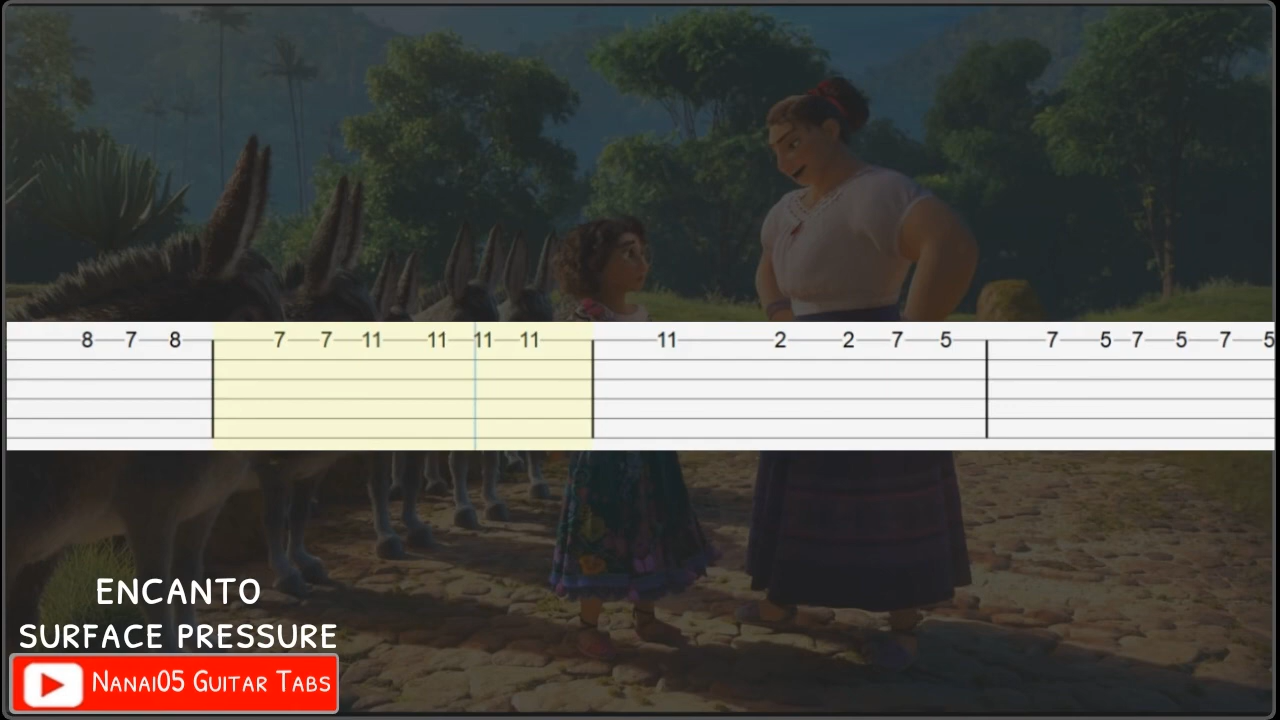 8 7 8 7 7 11 11 11 11 11 2 2 7 5 7 5 7 5 7 5
ENCANTO
SURFACE PRESSURE
NANAI05 GUITAR TABS